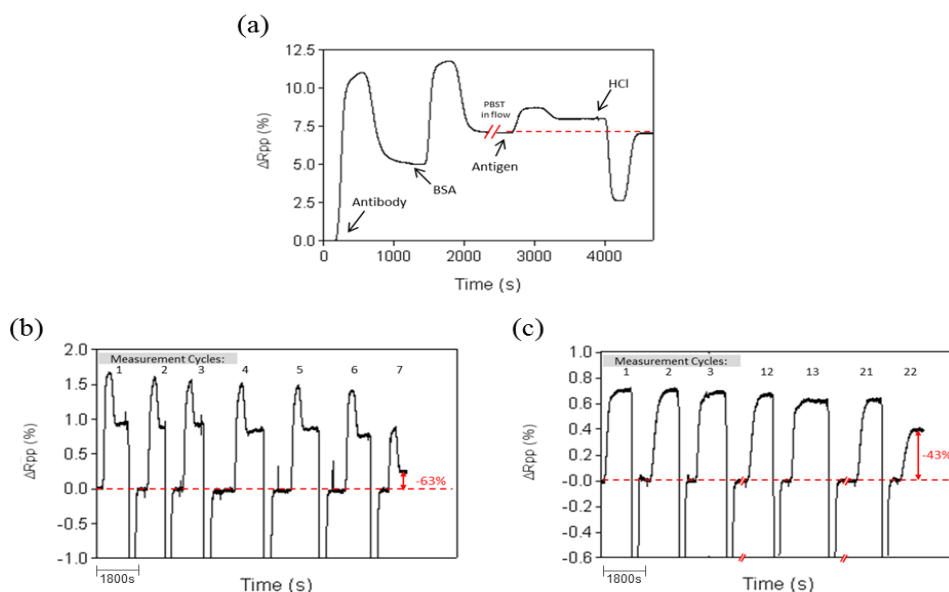 (a)
12.5
10.0
7.5
5.0
2.5
0.0
ΔRpp (%)
HCl
PBST
in flow
Antigen
BSA
Antibody
0 1000 2000 3000 4000
Time (s)
(b)
2.0
1.5
1.0
0.5
0.0
-0.5
-1.0
ΔRpp (%)
Measurement Cycles:
1 2 3 4 5 6 7
-63%
1800s
Time (s)
(c)
1.0
0.8
0.6
0.4
0.2
-0.0
-0.2
-0.4
-0.6
ΔRpp (%)
Measurement Cycles:
1 2 3 12 13 21 22
-43%
1800s
Time (s)